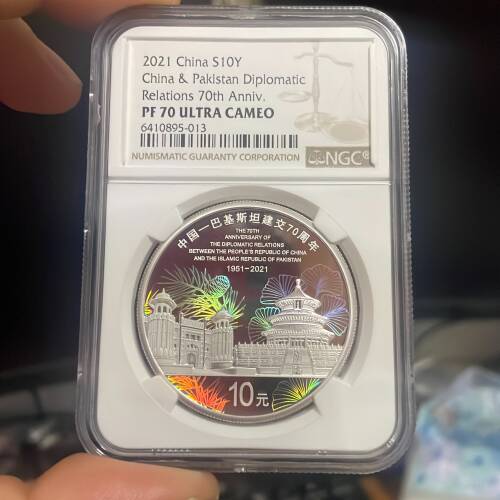 2021 China S10Y
China & Pakistan Diplomatic
Relations 70th Anniv.
PF 70 ULTRA CAMEO
6410895-013
NUMISMATIC GUARANTY CORPORATION
NGC®
中国-巴基斯坦建交70周年
THE 70TH
ANNIVERSARY OF
THE DIPLOMATIC RELATIONS
BETWEEN THE PEOPLE'S REPUBLIC OF CHINA
AND THE ISLAMIC REPUBLIC OF PAKISTAN
1951-2021
10元